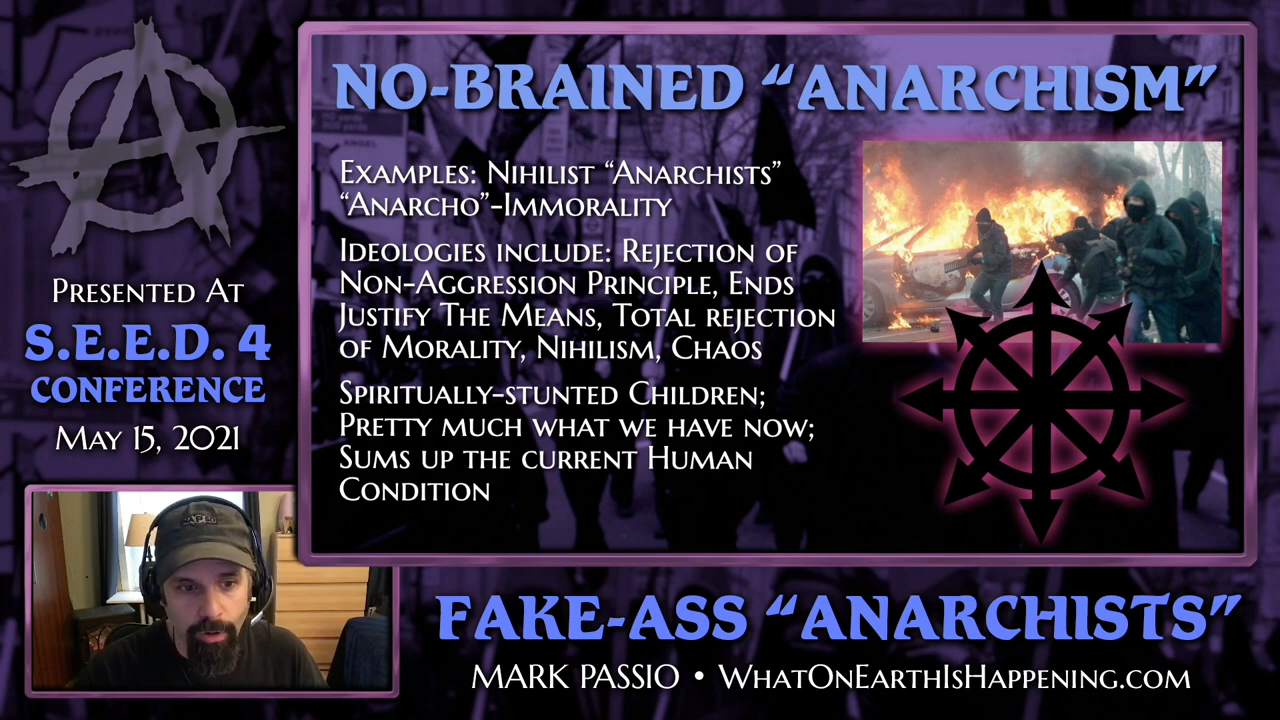 NO-BRAINED “ANARCHISM”
EXAMPLES: NIHILIST “ANARCHISTS”
“ANARCHO”-IMMORALITY
IDEOLOGIES INCLUDE: REJECTION OF
NON-AGGRESSION PRINCIPLE, ENDS
JUSTIFY THE MEANS, TOTAL REJECTION
OF MORALITY, NIHILISM, CHAOS
SPIRITUALLY-STUNTED CHILDREN;
PRETTY MUCH WHAT WE HAVE NOW;
SUMS UP THE CURRENT HUMAN
CONDITION
PRESENTED AT
S.E.E.D. 4
CONFERENCE
MAY 15, 2021
FAKE-ASS “ANARCHISTS”
MARK PASSIO • WHATONEARTHISHAPPENING.COM
ANGEL